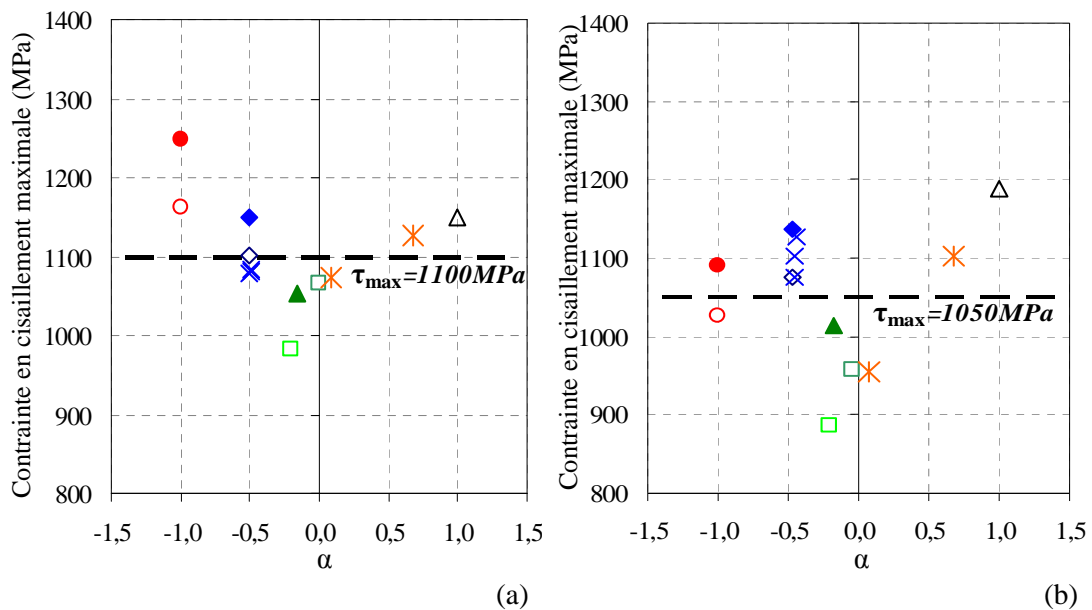 Contrainte en cisaillement maximale (MPa)
1400
1300
1200
1100
1000
900
800
τmax=1100MPa
-1,5 -1,0 -0,5 0,0 0,5 1,0 1,5
α
(a)
Contrainte en cisaillement maximale (MPa)
1400
1300
1200
1100
1000
900
800
τmax=1050MPa
-1,5 -1,0 -0,5 0,0 0,5 1,0 1,5
α
(b)